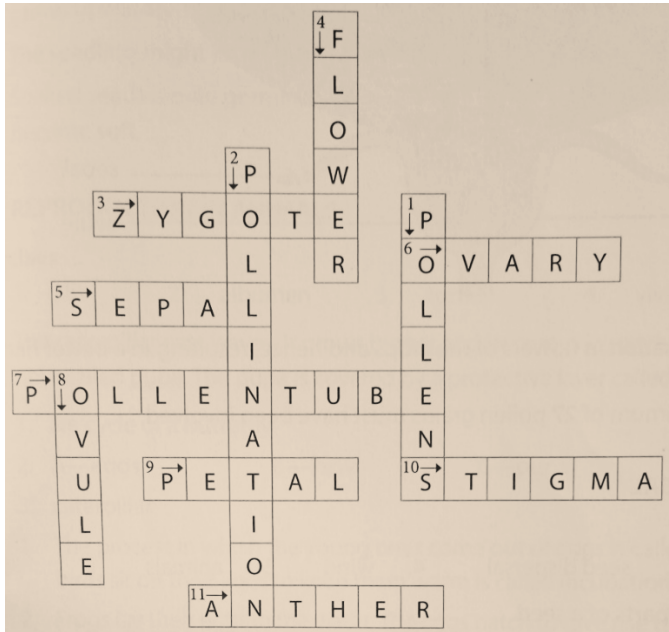 4 F
L
O
2 P W
3 Z Y G O T E 1 P
L R 6 O V A R Y
5 S E P A L L
I L
7 P 8 O L L E N T U B E
V A N
U 9 P E T A L 10 S T I G M A
L I
E O
11 A N T H E R